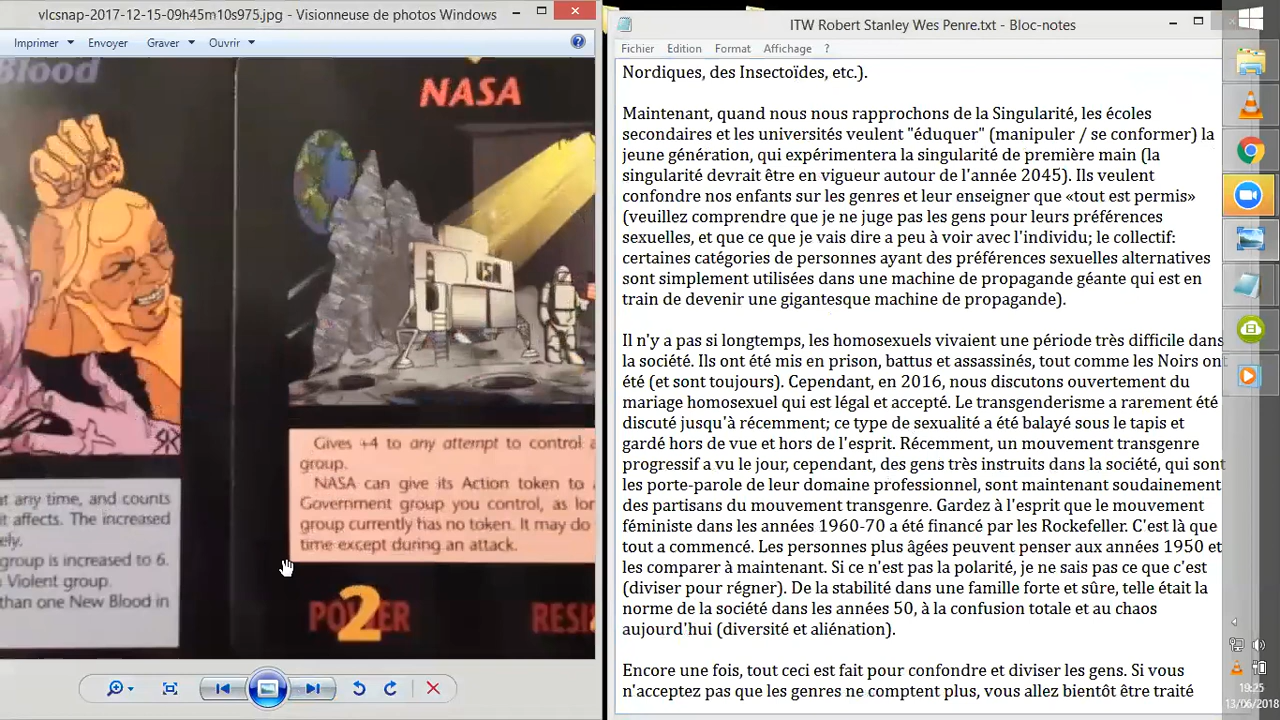 vlcsnap-2017-12-15-09h45m10s975.jpg - Visionneuse de photos Windows
Imprimer
Envoyer
Graver
Ouvrir
Blood
NASA
USA
at any time, and counts
it affects. The increased
ely.
group is increased to 6.
Violent group.
than one New Blood in
Gives +4 to any attempt to control a
group.
NASA can give its Action token to
Government group you control, as lon
group currently has no token. It may do
time except during an attack.
POWER
2
RESI
ITW Robert Stanley Wes Penre.txt - Bloc-notes
Fichier Edition Format Affichage ?
Nordiques, des Insectoïdes, etc.).
Maintenant, quand nous nous rapprochons de la Singularité, les écoles
secondaires et les universités veulent "éduquer" (manipuler / se conformer) la
jeune génération, qui expérimentera la singularité de première main (la
singularité devrait être en vigueur autour de l'année 2045). Ils veulent
confondre nos enfants sur les genres et leur enseigner que «tout est permis»
(veuillez comprendre que je ne juge pas les gens pour leurs préférences
sexuelles, et que ce que je vais dire a peu à voir avec l'individu; le collectif:
certaines catégories de personnes ayant des préférences sexuelles alternatives
sont simplement utilisées dans une machine de propagande géante qui est en
train de devenir une gigantesque machine de propagande).
Il n'y a pas si longtemps, les homosexuels vivaient une période très difficile dans
la société. Ils ont été mis en prison, battus et assassinés, tout comme les Noirs ont
été (et sont toujours). Cependant, en 2016, nous discutons ouvertement du
mariage homosexuel qui est légal et accepté. Le transgenderisme a rarement été
discuté jusqu'à récemment; ce type de sexualité a été balayé sous le tapis et
gardé hors de vue et hors de l'esprit. Récemment, un mouvement transgenre
progressif a vu le jour, cependant, des gens très instruits dans la société, qui sont
les porte-parole de leur domaine professionnel, sont maintenant soudainement
des partisans du mouvement transgenre. Gardez à l'esprit que le mouvement
féministe dans les années 1960-70 a été financé par les Rockefeller. C'est là que
tout a commencé. Les personnes plus âgées peuvent penser aux années 1950 et
les comparer à maintenant. Si ce n'est pas la polarité, je ne sais pas ce que c'est
(diviser pour régner). De la stabilité dans une famille forte et sûre, telle était la
norme de la société dans les années 50, à la confusion totale et au chaos
aujourd'hui (diversité et aliénation).
Encore une fois, tout ceci est fait pour confondre et diviser les gens. Si vous
n'acceptez pas que les genres ne comptent plus, vous allez bientôt être traité
19:25
13/06/2018